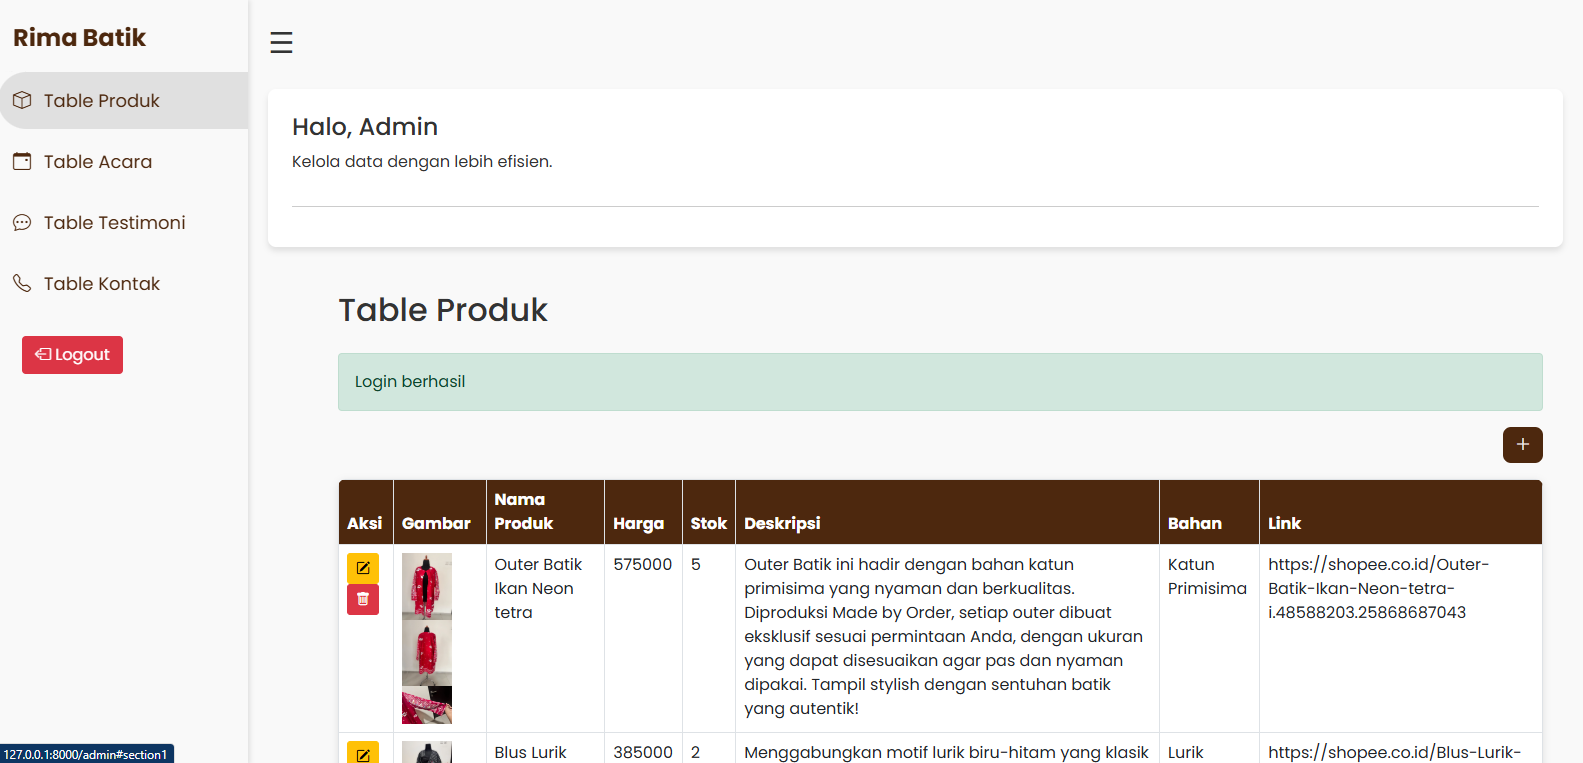 Rima Batik
Table Produk
Table Acara
Table Testimoni
Table Kontak
Logout
Halo, Admin
Kelola data dengan lebih efisien.
Table Produk
Login berhasil
+
Aksi Gambar Nama Produk Harga Stok Deskripsi Bahan Link
Outer Batik
Ikan Neon
tetra
575000
5
Outer Batik ini hadir dengan bahan katun
primisima yang nyaman dan berkualitas.
Diproduksi Made by Order, setiap outer dibuat
eksklusif sesuai permintaan Anda, dengan ukuran
yang dapat disesuaikan agar pas dan nyaman
dipakai. Tampil stylish dengan sentuhan batik
yang autentik!
Katun
Primisima
https://shopee.co.id/Outer-
Batik-Ikan-Neon-tetra-
i.48588203.25868687043
Blus Lurik
385000
2
Menggabungkan motif lurik biru-hitam yang klasik
Lurik
https://shopee.co.id/Blus-Lurik-
127.0.0.1:8000/admin#section1